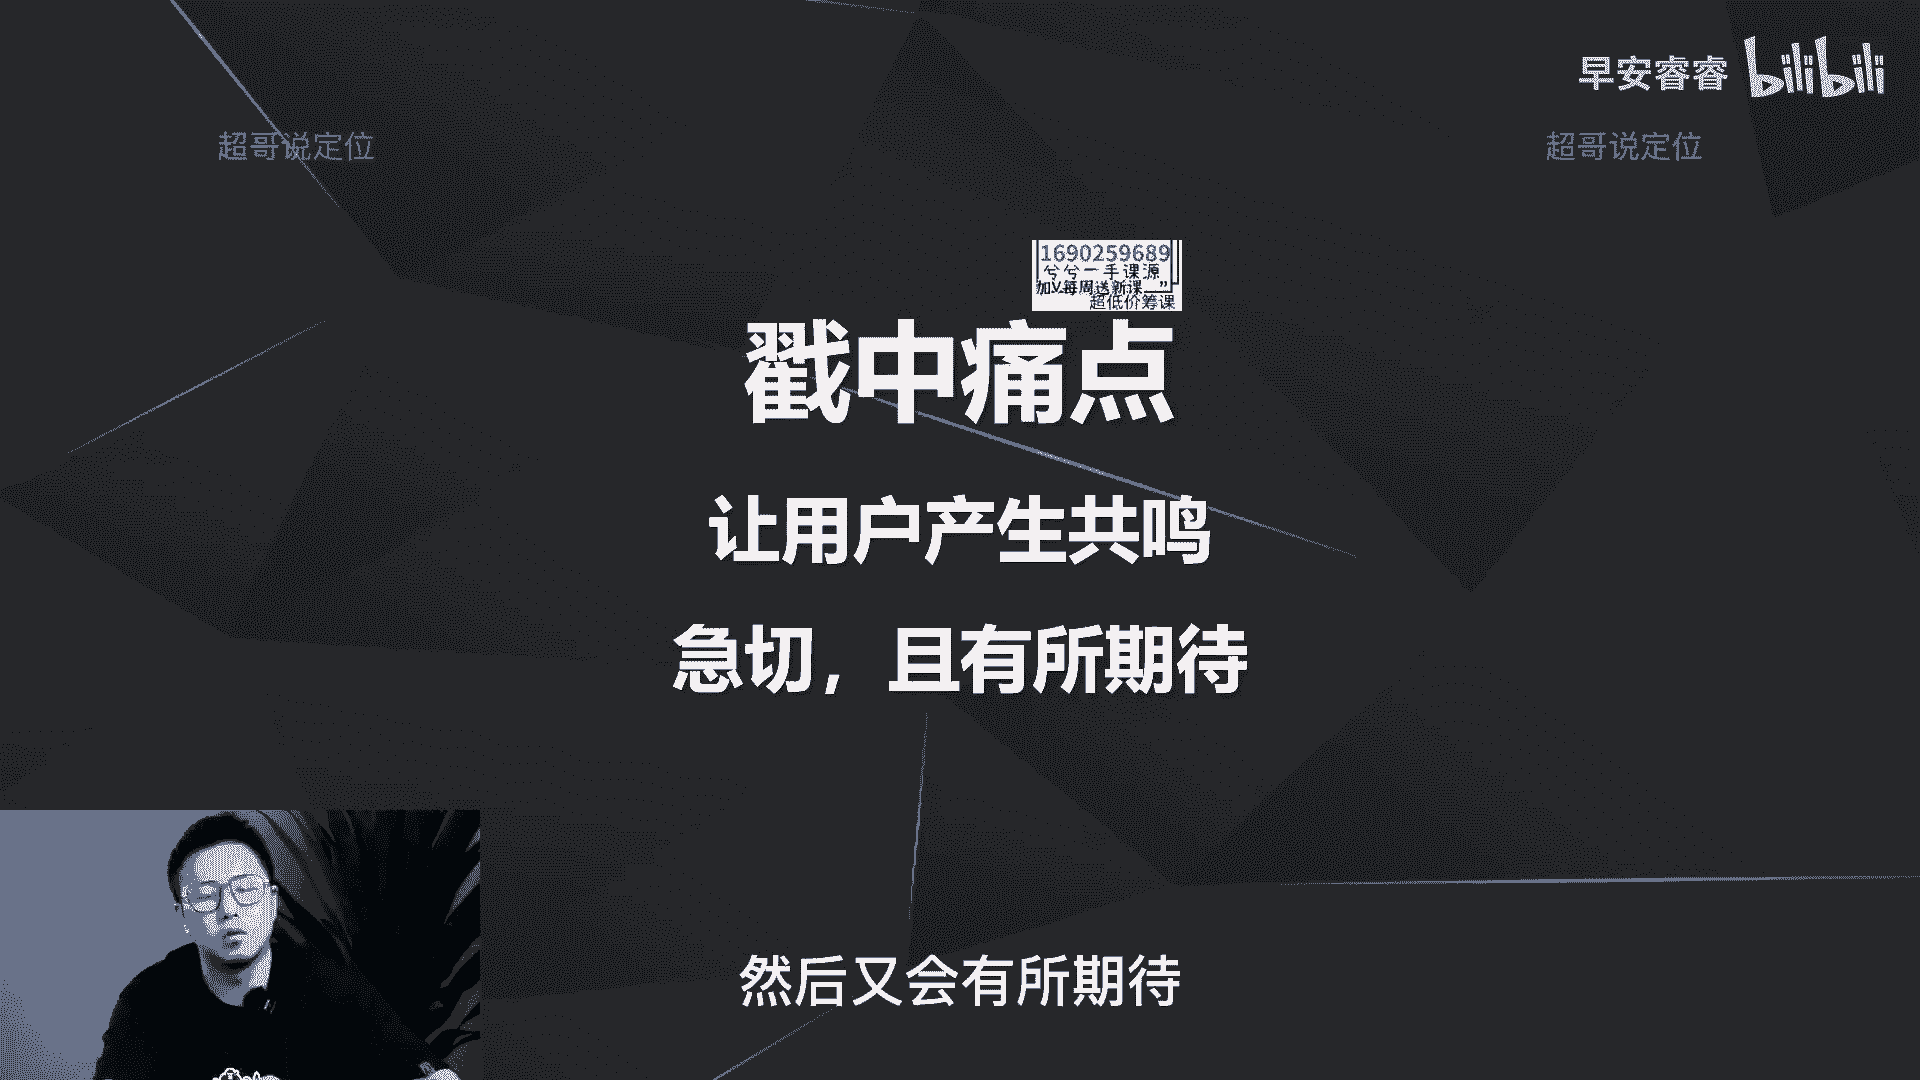 早安睿睿 bilibili
超哥说定位 超哥说定位
1690259689
兮兮一手课源
加V每周送新课
超低价筹课
戳中痛点
让用户产生共鸣
急切，且有所期待
然后又会有所期待